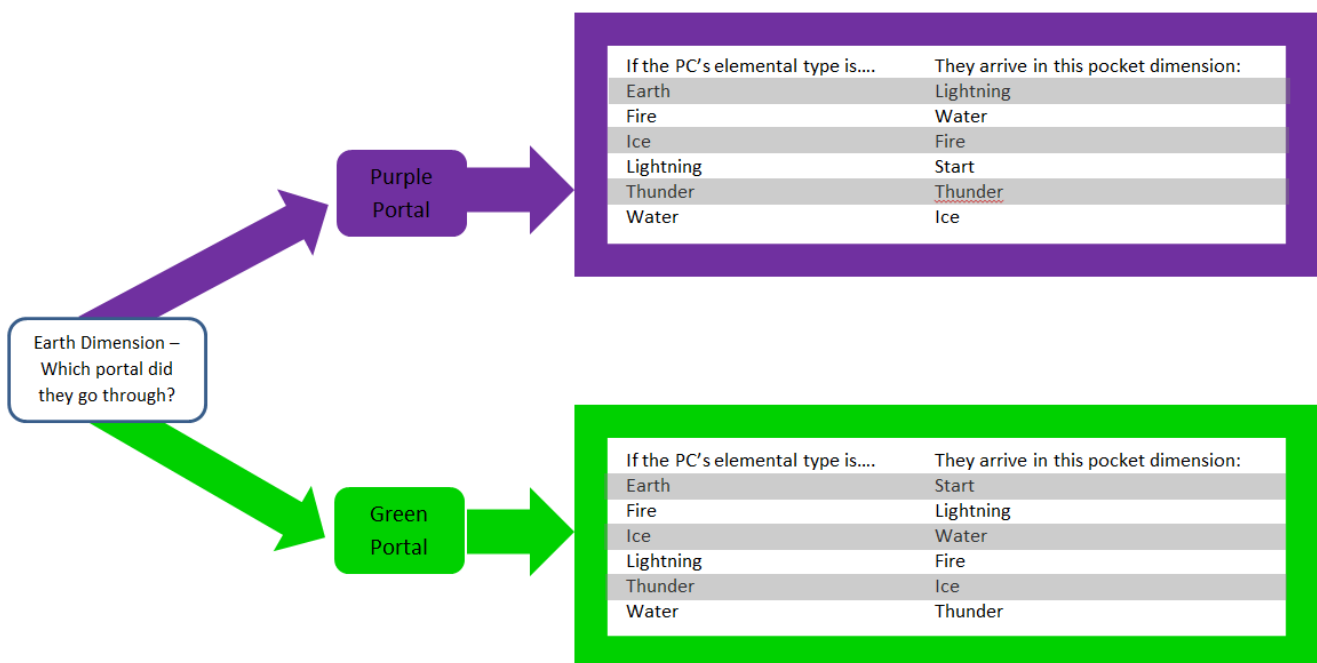 If the PC's elemental type is.... They arrive in this pocket dimension:
Earth Lightning
Fire Water
Ice Fire
Lightning Start
Thunder Thunder
Water Ice
Purple
Portal
Earth Dimension –
Which portal did
they go through?
Green
Portal
If the PC's elemental type is.... They arrive in this pocket dimension:
Earth Start
Fire Lightning
Ice Water
Lightning Fire
Thunder Ice
Water Thunder